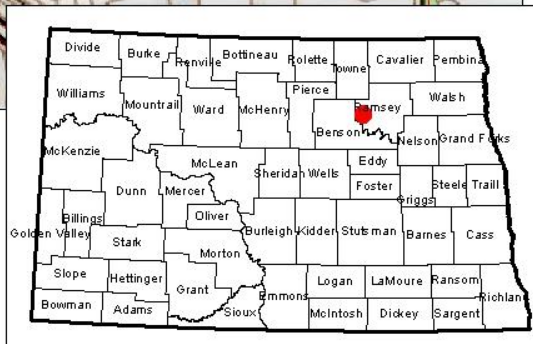 Divide Burke Renville Bottineau Rolette Towne Cavalier Pembina
Williams Mountrail Ward McHenry Pierce Ramsey Walsh
McKenzie McLean Sheridan Wells Benson Eddy Nelson Grand Forks
Dunn Mercer Oliver Foster Griggs Steele Traill
Golden Valley Billings Stark Morton Burleigh Kidder Stutsman Barnes Cass
Slope Hettinger Grant Emmons Logan LaMoure Ransom Richlan
Bowman Adams Sioux McIntosh Dickey Sargent